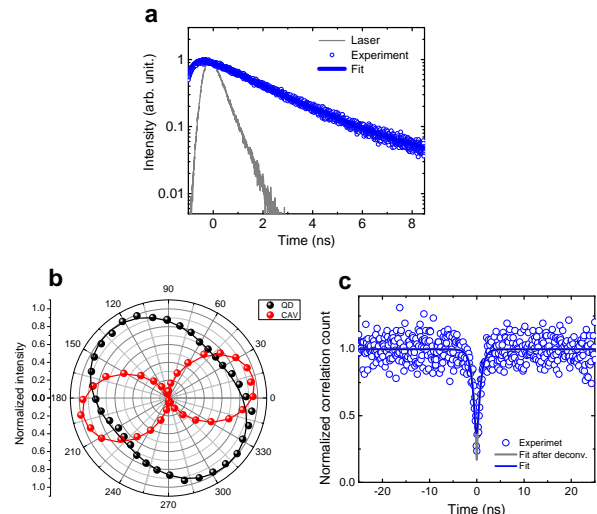 a
Intensity (arb. unit.)
1
0.1
0.01
Laser
Experiment
Fit
0 2 4 6 8
Time (ns)
b
Normalized intensity
1.0
0.8
0.6
0.4
0.2
0.0
0.2
0.4
0.6
0.8
1.0
90
120 60
150 30
180 0
210 330
240 300
270
QD
CAV
c
Normalized correlation count
1.0
0.5
0.0
Experimet
Fit after deconv.
Fit
-20 -10 0 10 20
Time (ns)